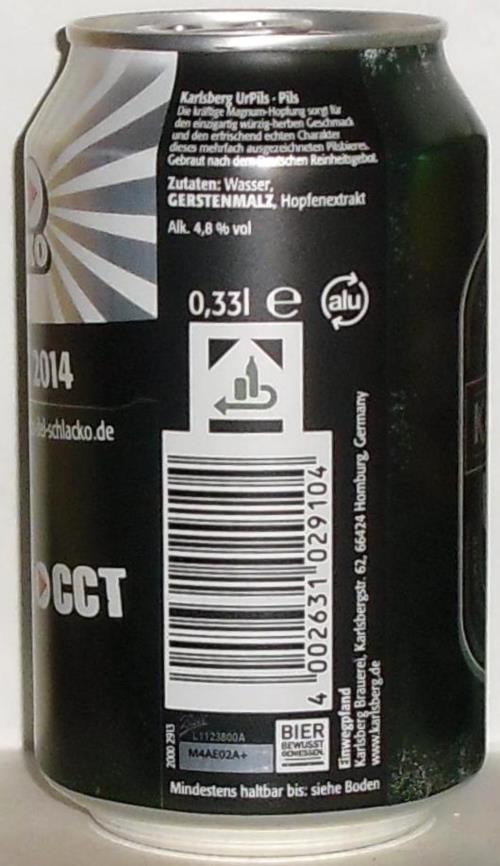 Karlsberg UrPils · Pils
Die kräftige Magnum-Hopfung sorgt für
den einzigartig würzig-herben Geschmack
und den erfrischend echten Charakter
dieses mehrfach ausgezeichneten Pilsbieres.
Gebraut nach dem Deutschen Reinheitsgebot.
Zutaten: Wasser,
GERSTENMALZ, Hopfenextrakt
Alk. 4,8 % vol
0,33l e alu
2014
-schlacko.de
CCT
4 002631 029104
Einwegpfand
Karlsberg Brauerei, Karlsbergstr. 62, 66424 Homburg, Germany
www.karlsberg.de
2000 2913
L1123800A
M4AE02A+
BIER
BEWUSST
GENIESSEN.
Mindestens haltbar bis: siehe Boden